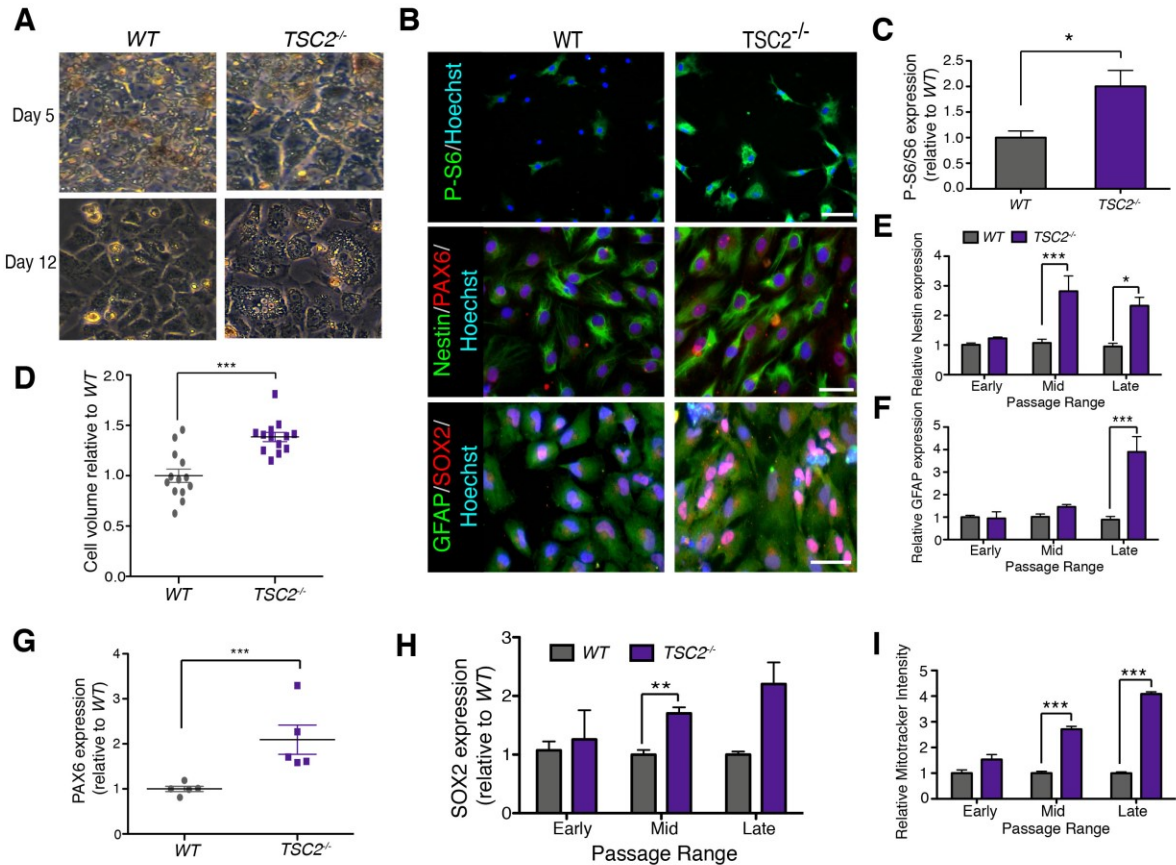 A
WT
TSC2-/-
Day 5
Day 12
B
WT
TSC2-/-
P-S6/Hoechst
Nestin/PAX6/
Hoechst
GFAP/SOX2/
Hoechst
C
*
P-S6/S6 expression
(relative to WT)
2.5
2.0
1.5
1.0
0.5
0.0
WT
TSC2-/-
D
***
Cell volume relative to WT
2.0
1.5
1.0
0.5
0.0
WT
TSC2-/-
E
WT
TSC2-/-
***
*
Relative Nestin expression
4
3
2
1
0
Early
Mid
Late
Passage Range
F
***
Relative GFAP expression
5
4
3
2
1
0
Early
Mid
Late
Passage Range
G
***
PAX6 expression
(relative to WT)
4
3
2
1
0
WT
TSC2-/-
H
WT
TSC2-/-
**
SOX2 expression
(relative to WT)
3
2
1
0
Early
Mid
Late
Passage Range
I
***
***
Relative Mitotracker Intensity
5
4
3
2
1
0
Early
Mid
Late
Passage Range